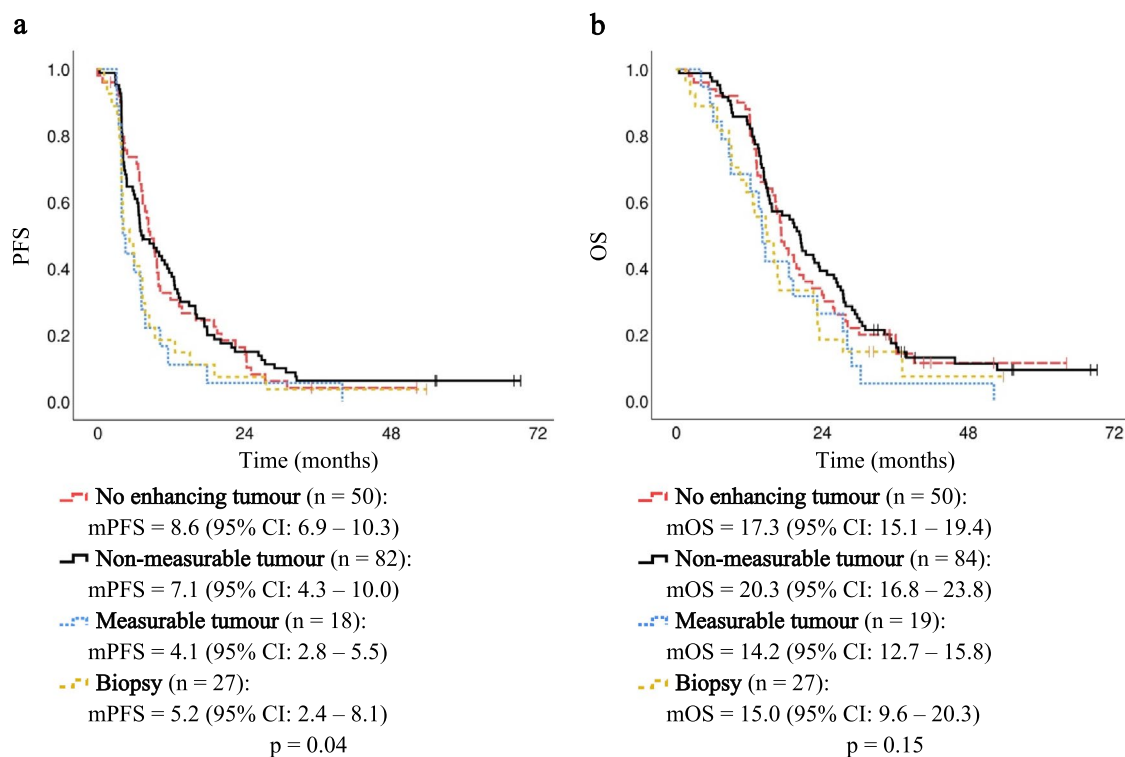 a
1.0
0.8
0.6
0.4
0.2
0.0
PFS
0 24 48 72
Time (months)
No enhancing tumour (n = 50):
mPFS = 8.6 (95% CI: 6.9 – 10.3)
Non-measurable tumour (n = 82):
mPFS = 7.1 (95% CI: 4.3 – 10.0)
Measurable tumour (n = 18):
mPFS = 4.1 (95% CI: 2.8 – 5.5)
Biopsy (n = 27):
mPFS = 5.2 (95% CI: 2.4 – 8.1)
p = 0.04
b
1.0
0.8
0.6
0.4
0.2
0.0
OS
0 24 48 72
Time (months)
No enhancing tumour (n = 50):
mOS = 17.3 (95% CI: 15.1 – 19.4)
Non-measurable tumour (n = 84):
mOS = 20.3 (95% CI: 16.8 – 23.8)
Measurable tumour (n = 19):
mOS = 14.2 (95% CI: 12.7 – 15.8)
Biopsy (n = 27):
mOS = 15.0 (95% CI: 9.6 – 20.3)
p = 0.15